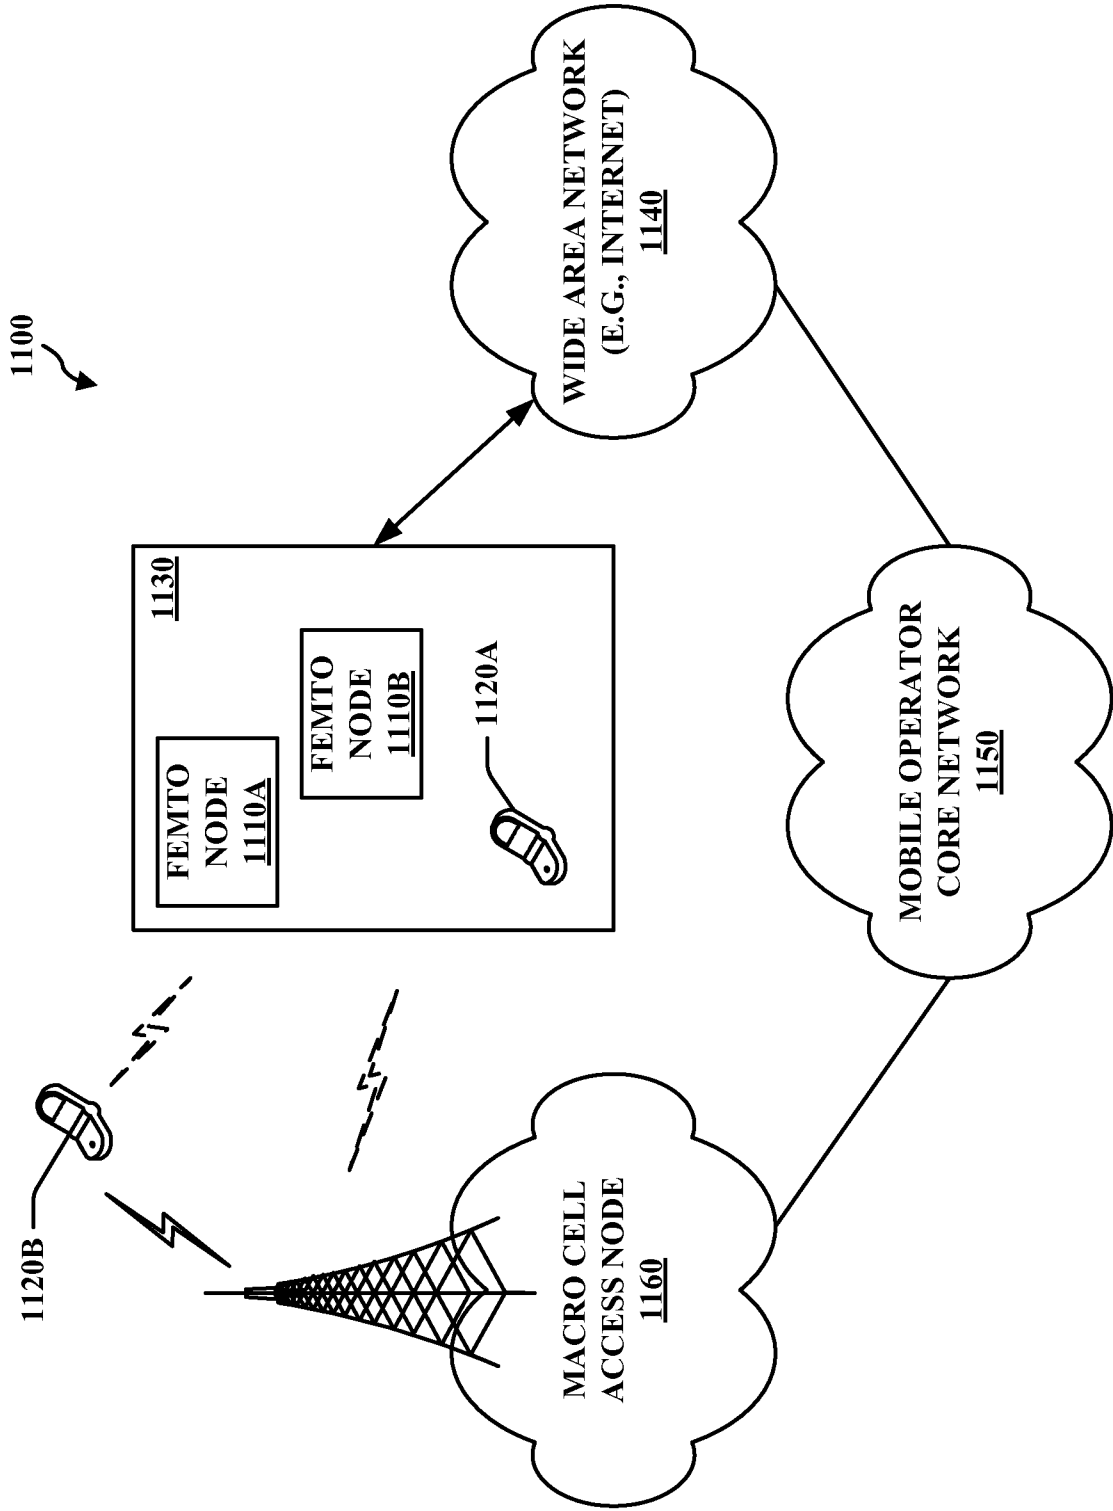 1100
1120B
FEMTO
NODE
1110A
1130
FEMTO
NODE
1110B
1120A
MACRO CELL
ACCESS NODE
1160
WIDE AREA NETWORK
(E.G., INTERNET)
1140
MOBILE OPERATOR
CORE NETWORK
1150